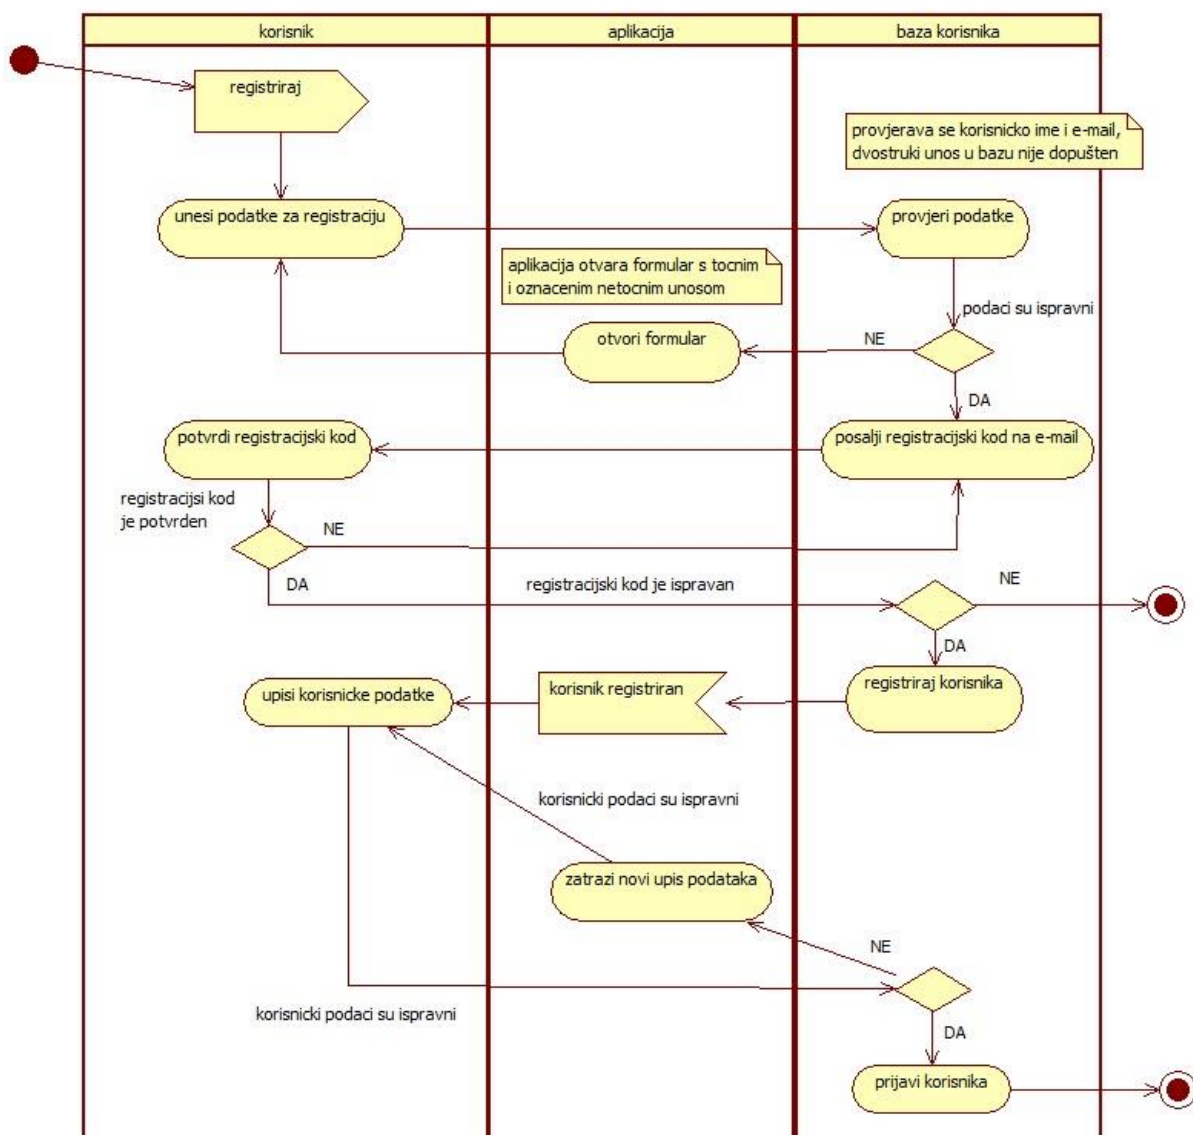 korisnik
aplikacija
baza korisnika
registriraj
provjerava se korisnicko ime i e-mail,
dvostruki unos u bazu nije dopušten
unesi podatke za registraciju
provjeri podatke
aplikacija otvara formular s tocnim
i oznacenim netocnim unosom
podaci su ispravni
otvori formular
NE
DA
potvrdi registracijski kod
posalji registracijski kod na e-mail
registracijsi kod
je potvrden
NE
DA
registracijski kod je ispravan
NE
DA
upisi korisnicke podatke
korisnik registriran
registriraj korisnika
korisnicki podaci su ispravni
zatrazi novi upis podataka
NE
korisnicki podaci su ispravni
DA
prijavi korisnika